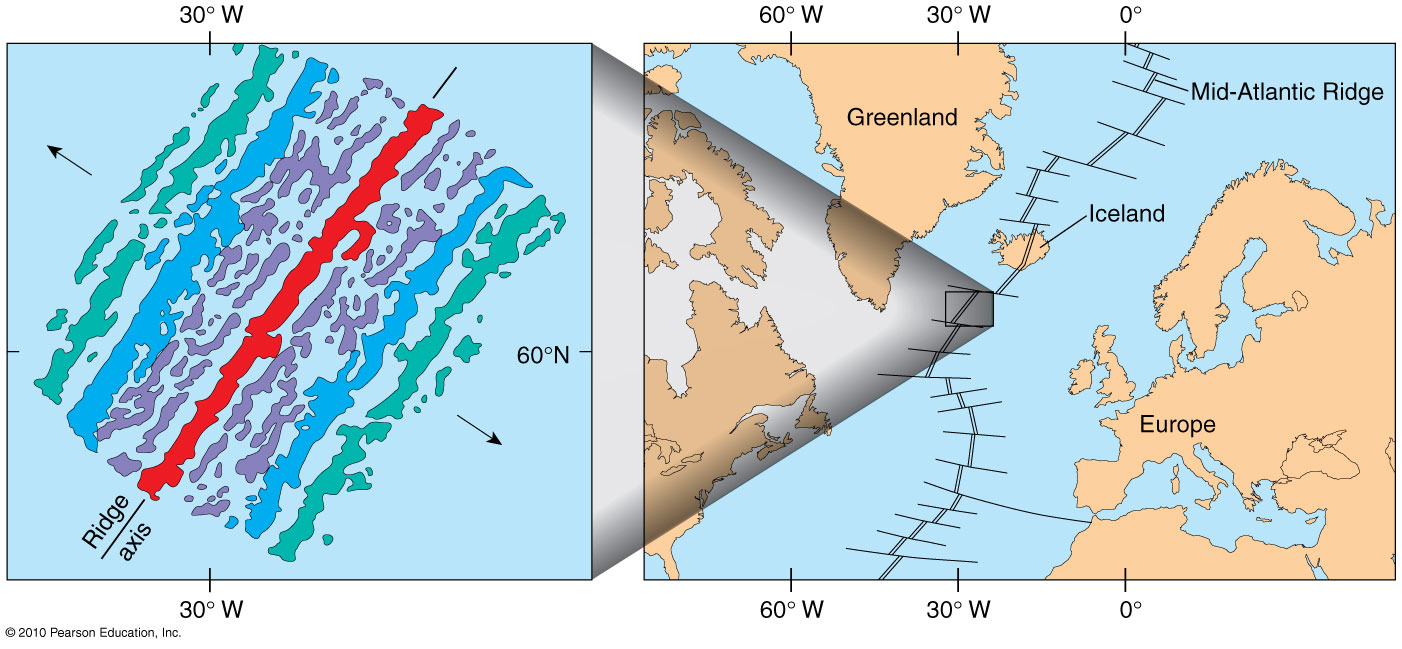 30° W
60° W
30° W
0°
Mid-Atlantic Ridge
Greenland
Iceland
60°N
Europe
Ridge
axis
30° W
60° W
30° W
0°
© 2010 Pearson Education, Inc.